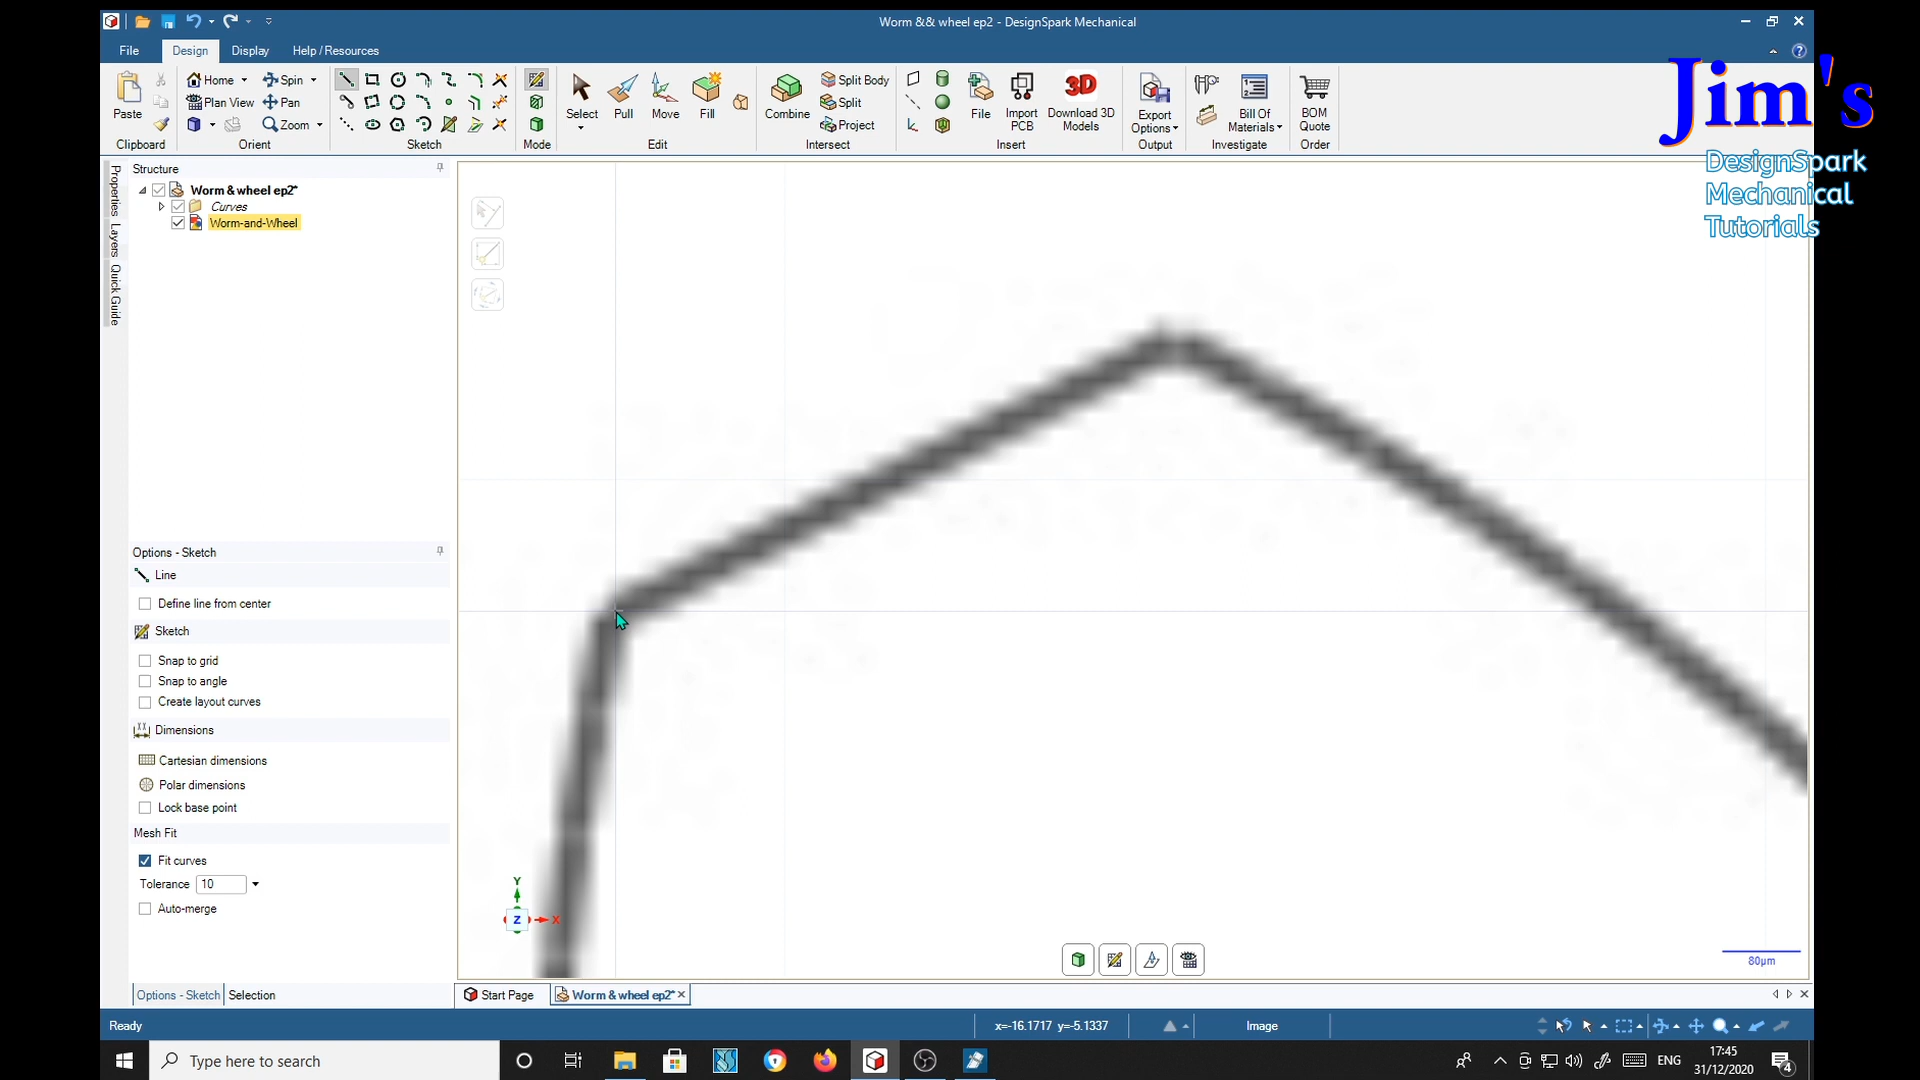 Worm && wheel ep2 - DesignSpark Mechanical
File Design Display Help / Resources
Jim's
DesignSpark
Mechanical
Tutorials
Paste
Clipboard
Home
Plan View
Spin
Pan
Zoom
Orient
Sketch
Mode
Select
Pull
Move
Fill
Edit
Combine
Split Body
Split
Project
Intersect
File
Import
PCB
Download 3D
Models
3D
Insert
Export
Options
Output
Bill Of
Materials
Investigate
BOM
Quote
Order
Properties
Layers
Quick Guide
Structure
Worm & wheel ep2*
Curves
Worm-and-Wheel
Options - Sketch
Line
Define line from center
Sketch
Snap to grid
Snap to angle
Create layout curves
Dimensions
Cartesian dimensions
Polar dimensions
Lock base point
Mesh Fit
Fit curves
Tolerance 10
Auto-merge
Y
Z
X
80µm
Options - Sketch Selection
Start Page Worm & wheel ep2*
Ready
x=-16.1717 y=-5.1337
Image
Type here to search
ENG
17:45
31/12/2020
4